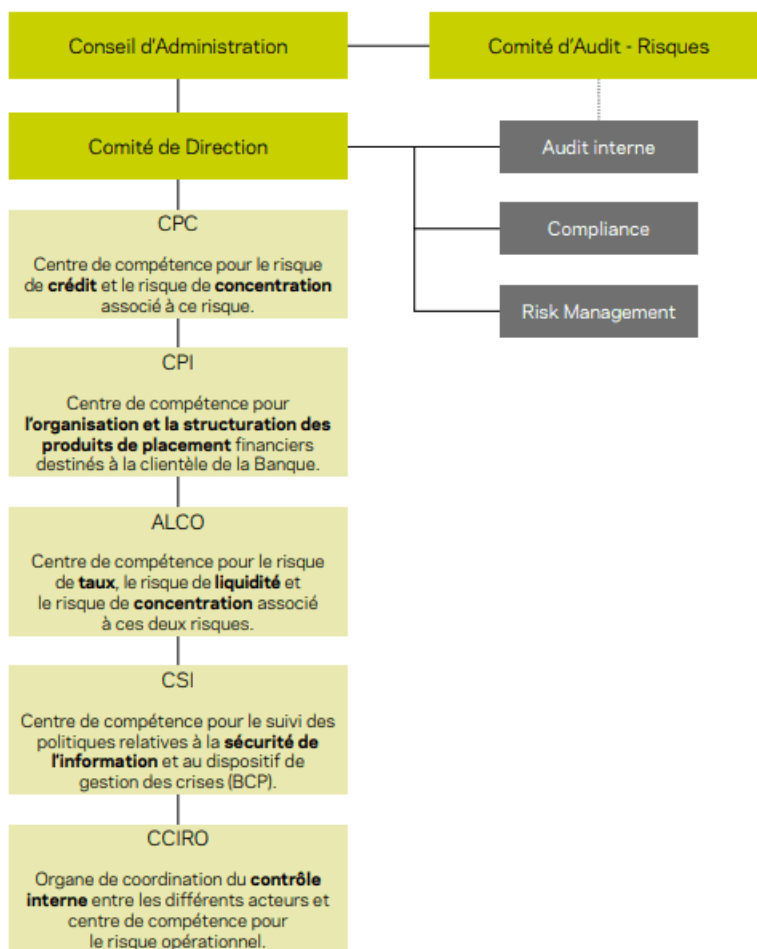 Conseil d'Administration
Comité d'Audit - Risques
Comité de Direction
Audit interne
Compliance
Risk Management
CPC
Centre de compétence pour le risque
de crédit et le risque de concentration
associé à ce risque.
CPI
Centre de compétence pour
l'organisation et la structuration des
produits de placement financiers
destinés à la clientèle de la Banque.
ALCO
Centre de compétence pour le risque
de taux, le risque de liquidité et
le risque de concentration associé
à ces deux risques.
CSI
Centre de compétence pour le suivi des
politiques relatives à la sécurité de
l'information et au dispositif de
gestion des crises (BCP).
CCIRO
Organe de coordination du contrôle
interne entre les différents acteurs et
centre de compétence pour
le risque opérationnel.